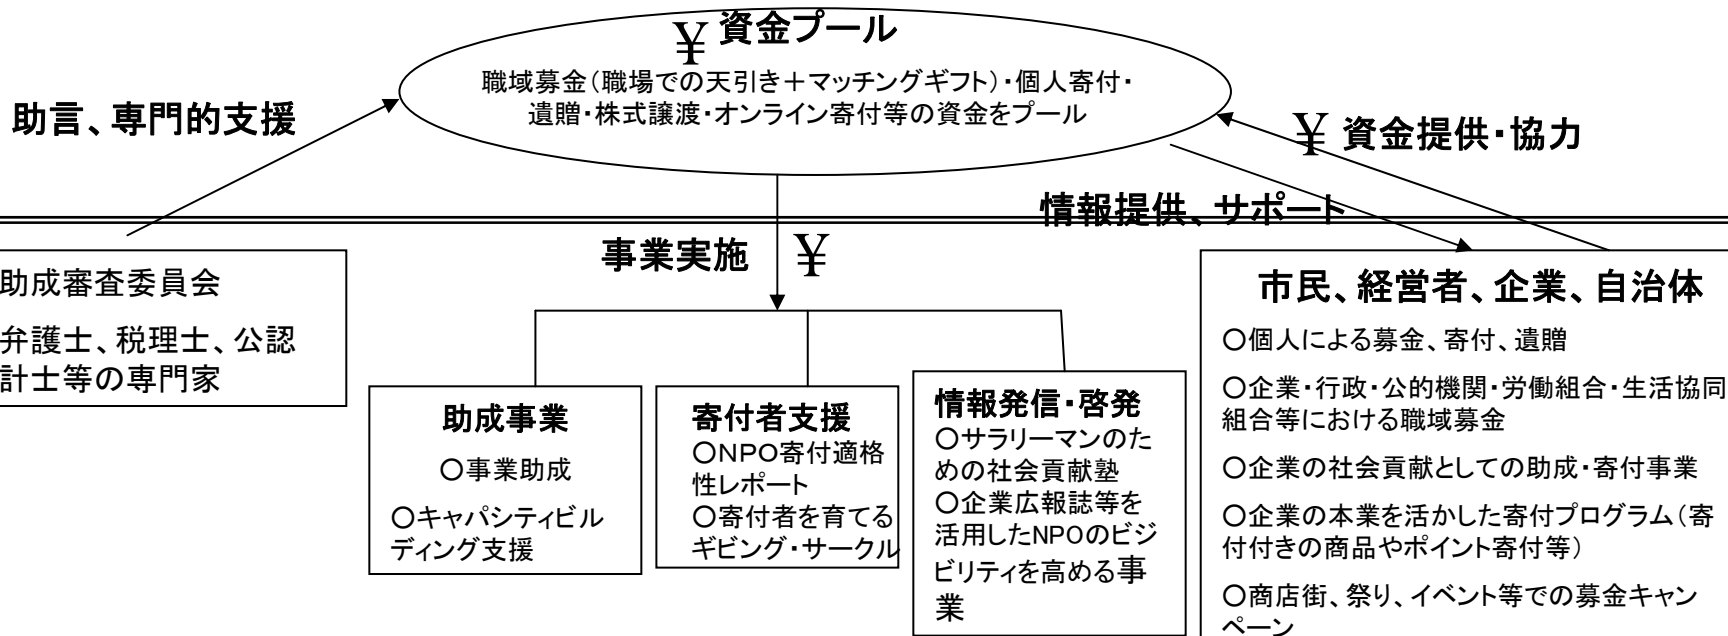 ¥ 資金プール
職域募金（職場での天引き＋マッチングギフト）・個人寄付・
遺贈・株式譲渡・オンライン寄付等の資金をプール
助言、専門的支援
¥ 資金提供・協力
情報提供、サポート
事業実施 ¥
助成審査委員会
弁護士、税理士、公認
計士等の専門家
助成事業
〇事業助成
〇キャパシティビル
ディング支援
寄付者支援
〇ＮＰＯ寄付適格
性レポート
〇寄付者を育てる
ギビング・サークル
情報発信・啓発
〇サラリーマンのた
めの社会貢献塾
〇企業広報誌等を
活用したNPOのビジ
ビリティを高める事
業
市民、経営者、企業、自治体
〇個人による募金、寄付、遺贈
〇企業・行政・公的機関・労働組合・生活協同
組合等における職域募金
〇企業の社会貢献としての助成・寄付事業
〇企業の本業を活かした寄付プログラム（寄
付付きの商品やポイント寄付等）
〇商店街、祭り、イベント等での募金キャン
ペーン